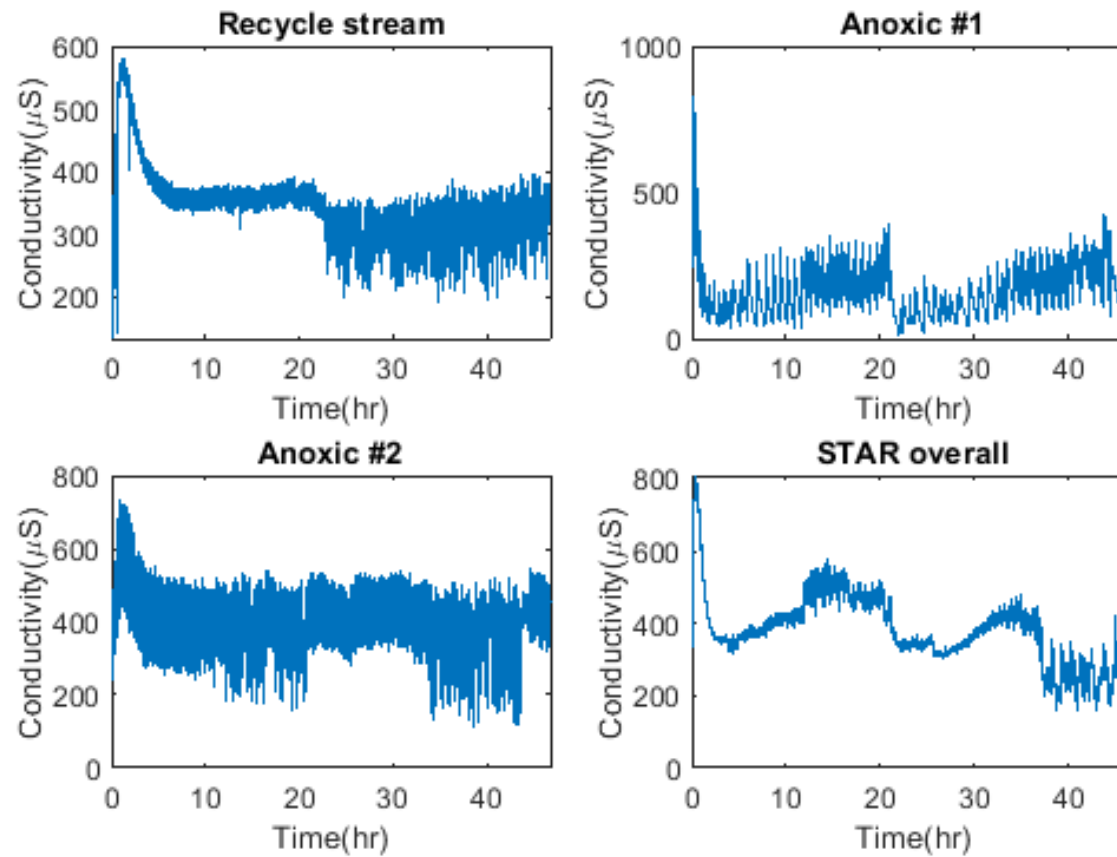 Recycle stream
600
500
400
300
200
Conductivity(μS)
0 10 20 30 40
Time(hr)
Anoxic #1
1000
500
0
Conductivity(μS)
0 10 20 30 40
Time(hr)
Anoxic #2
800
600
400
200
0
Conductivity(μS)
0 10 20 30 40
Time(hr)
STAR overall
800
600
400
200
0
Conductivity(μS)
0 10 20 30 40
Time(hr)